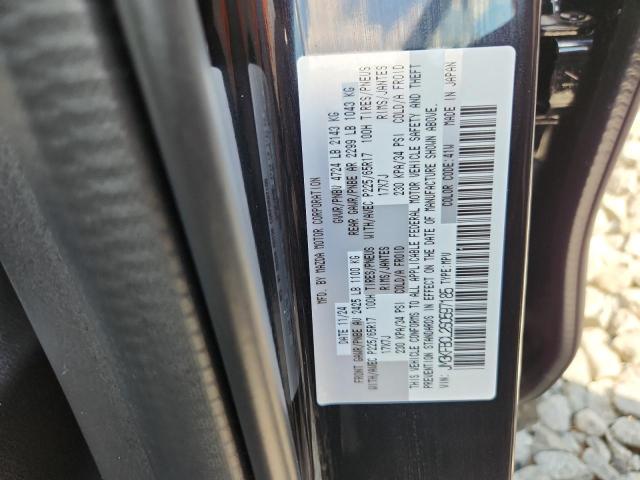 MFD. BY MAZDA MOTOR CORPORATION
DATE 11/24 GVWR/PNBV 4724 LB 2143 KG
FRONT GAWR/PNBE AV 2425 LB 1100 KG REAR GAWR/PNBE AR 2299 LB 1043 KG
WITH/AVEC P225/65R17 100H TIRES/PNEUS WITH/AVEC P225/65R17 100H TIRES/PNEUS
17X7J RIMS/JANTES 17X7J RIMS/JANTES
230 KPA/34 PSI COLD/A FROID 230 KPA/34 PSI COLD/A FROID
THIS VEHICLE CONFORMS TO ALL APPLICABLE FEDERAL MOTOR VEHICLE SAFETY AND THEFT
PREVENTION STANDARDS IN EFFECT ON THE DATE OF MANUFACTURE SHOWN ABOVE.
VIN: TYPE:MPV COLOR CODE:41W MADE IN JAPAN